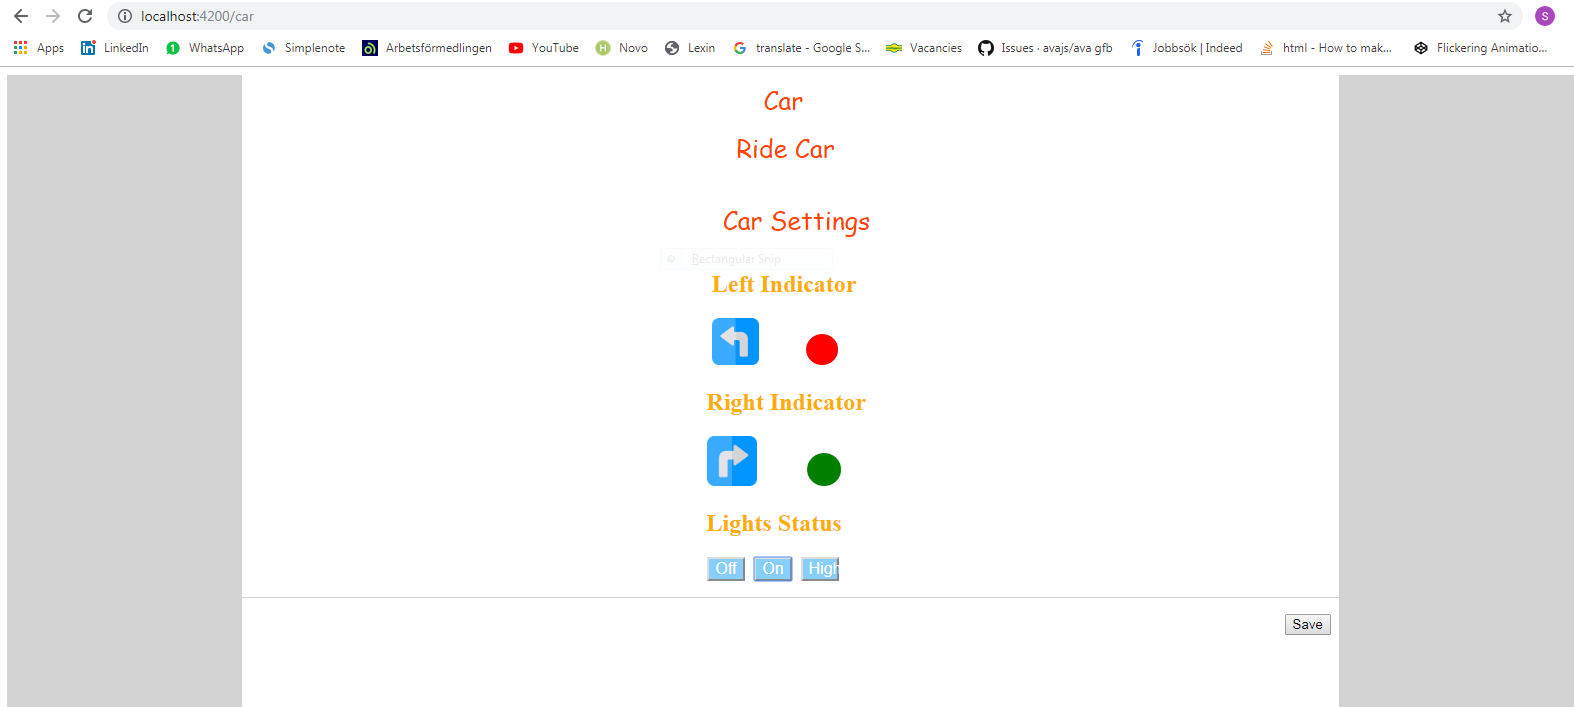 localhost:4200/car
S
Apps LinkedIn WhatsApp Simplenote Arbetsförmedlingen YouTube Novo Lexin translate - Google S... Vacancies Issues · avajs/ava gfb Jobbsök | Indeed html - How to mak... Flickering Animatio...
Car
Ride Car
Car Settings
Rectangular Snip
Left Indicator
Right Indicator
Lights Status
Off On High
Save